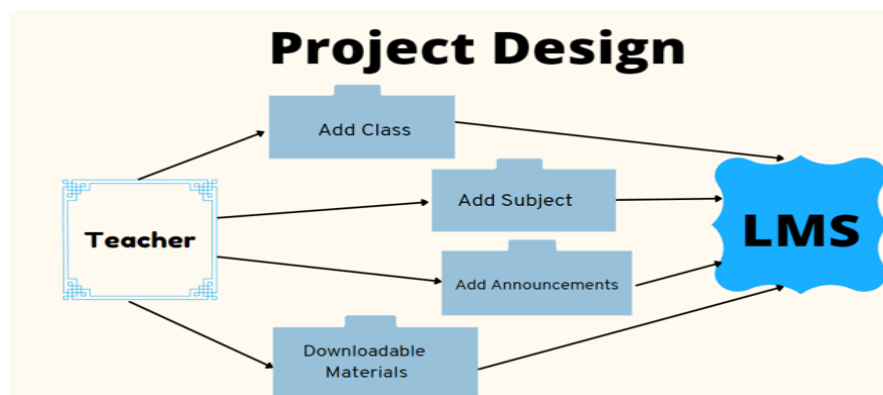 Project Design
Add Class
Add Subject
Teacher
LMS
Add Announcements
Downloadable
Materials